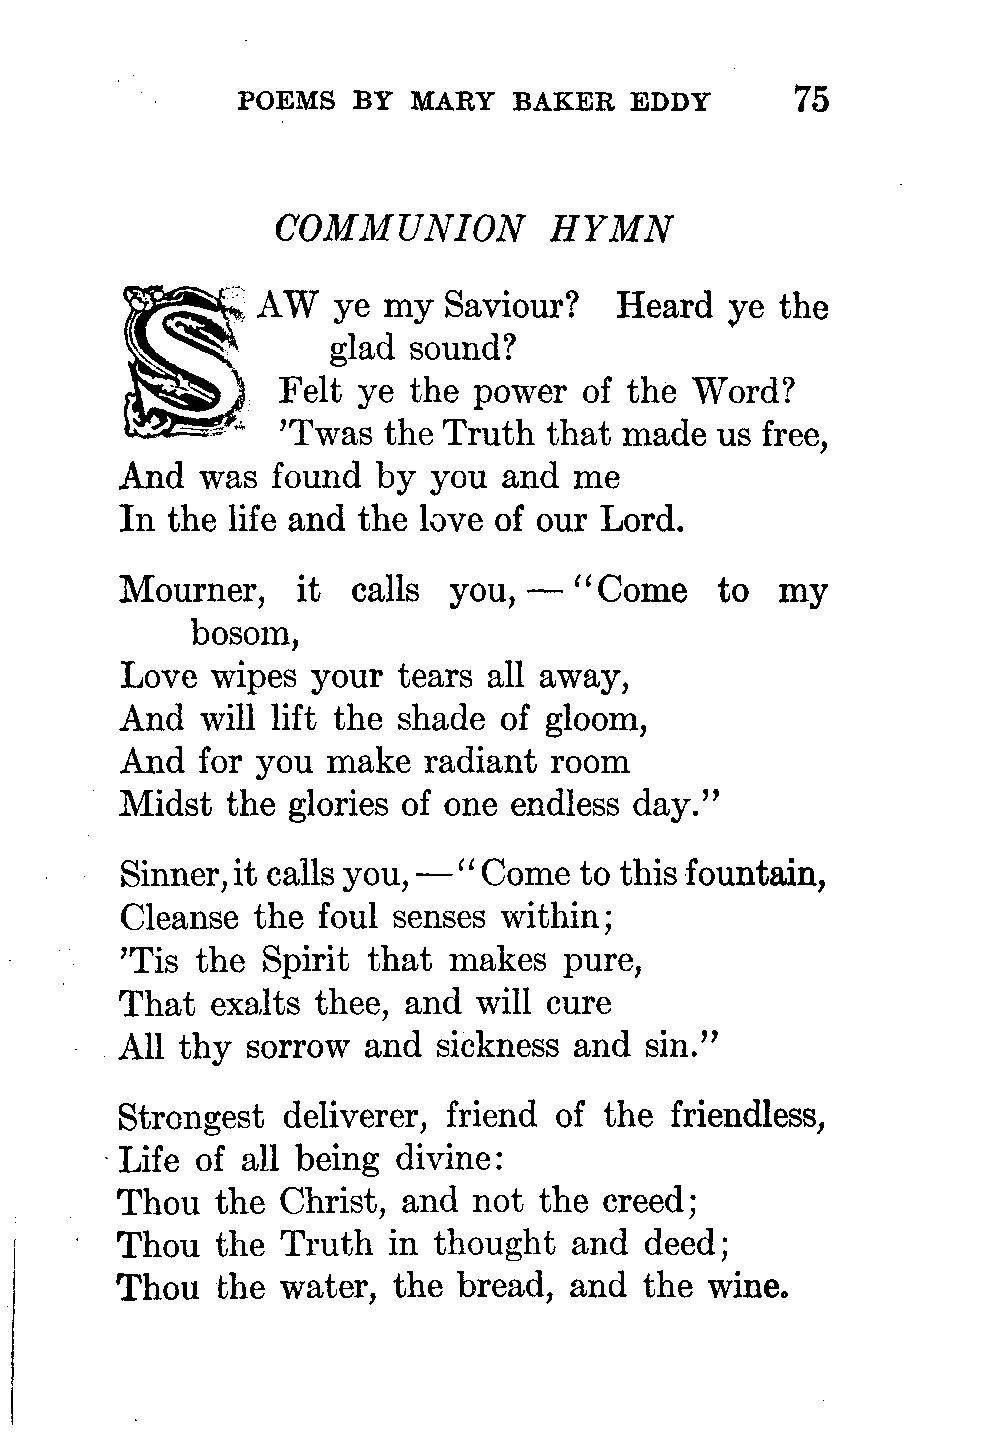 POEMS BY MARY BAKER EDDY 75
COMMUNION HYMN
SAW ye my Saviour? Heard ye the
glad sound?
Felt ye the power of the Word?
’Twas the Truth that made us free,
And was found by you and me
In the life and the love of our Lord.
Mourner, it calls you, — “Come to my
bosom,
Love wipes your tears all away,
And will lift the shade of gloom,
And for you make radiant room
Midst the glories of one endless day.”
Sinner, it calls you, — “Come to this fountain,
Cleanse the foul senses within;
’Tis the Spirit that makes pure,
That exalts thee, and will cure
All thy sorrow and sickness and sin.”
Strongest deliverer, friend of the friendless,
Life of all being divine:
Thou the Christ, and not the creed;
Thou the Truth in thought and deed;
Thou the water, the bread, and the wine.